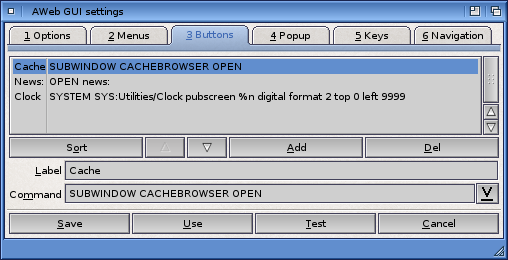 AWeb GUI settings
1 Options 2 Menus 3 Buttons 4 Popup 5 Keys 6 Navigation
Cache SUBWINDOW CACHEBROWSER OPEN
News: OPEN news:
Clock SYSTEM SYS:Utilities/Clock pubscreen %n digital format 2 top 0 left 9999
Sort Add Del
Label Cache
Command SUBWINDOW CACHEBROWSER OPEN
Save Use Test Cancel